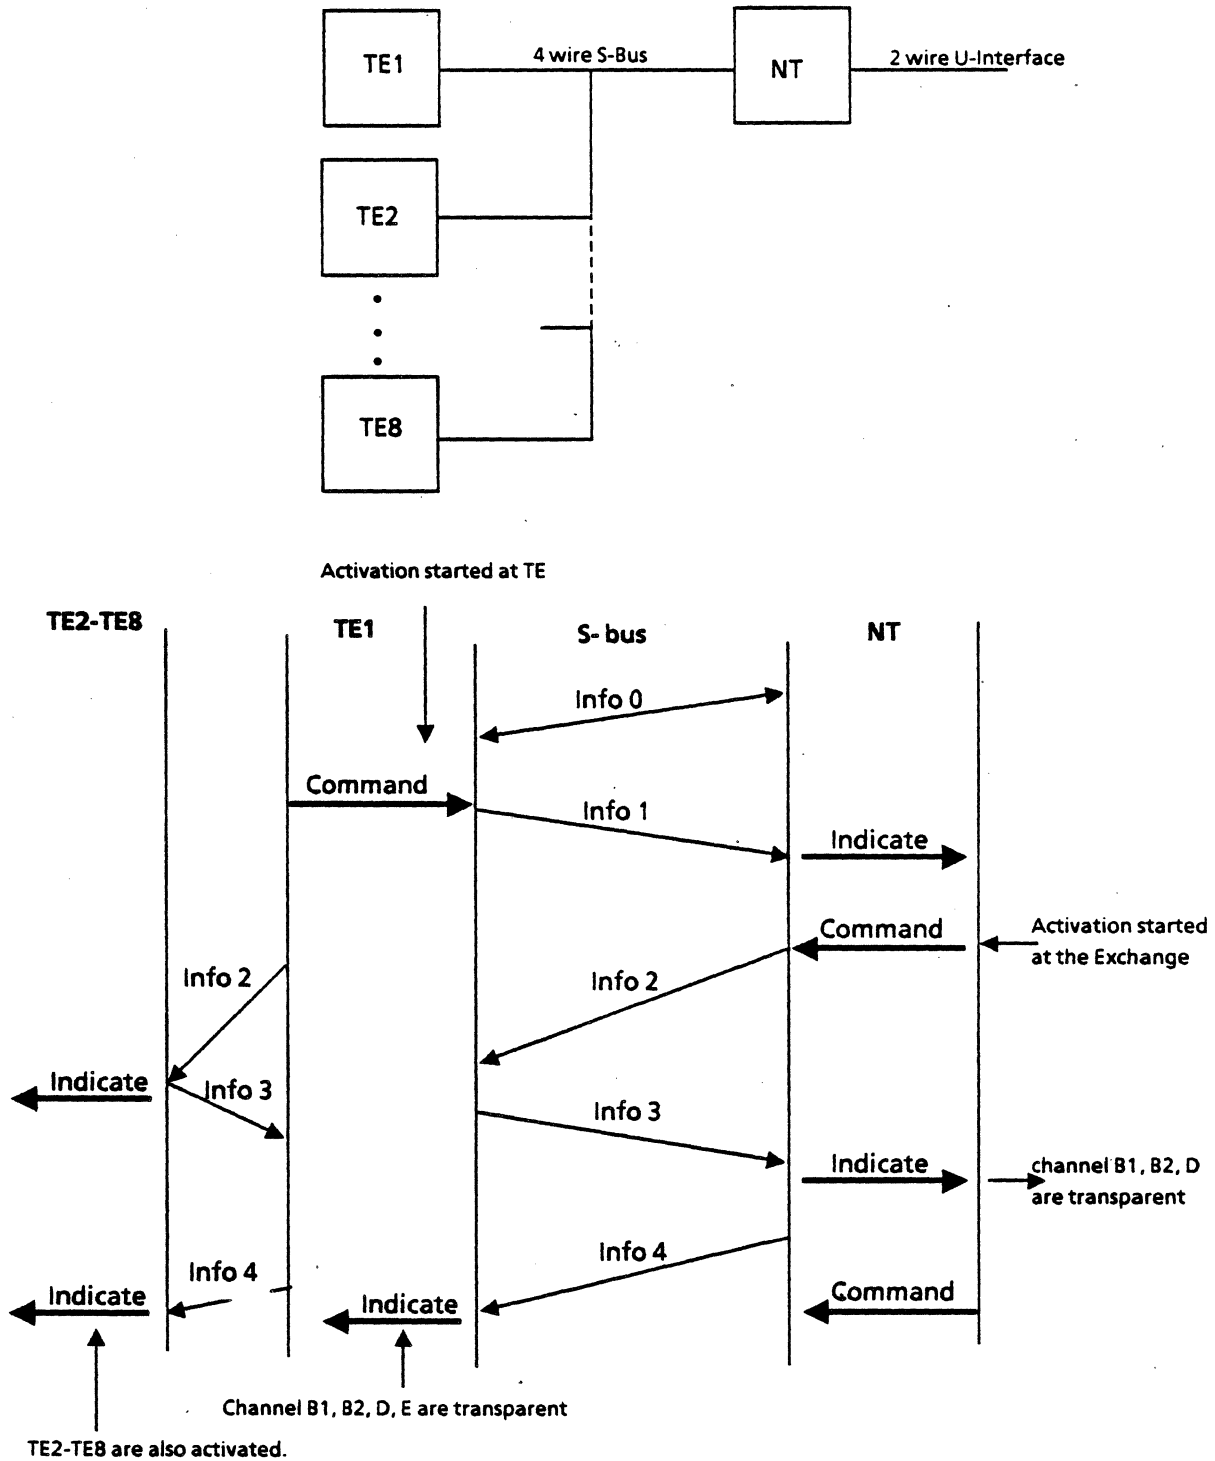 TE1
4 wire S-Bus
NT
2 wire U-Interface
TE2
TE8
Activation started at TE
TE2-TE8
TE1
S- bus
NT
Info 0
Command
Info 1
Indicate
Command
Activation started
at the Exchange
Info 2
Info 2
Indicate
Info 3
Info 3
Indicate
channel B1, B2, D
are transparent
Info 4
Info 4
Indicate
Indicate
Command
Channel B1, B2, D, E are transparent
TE2-TE8 are also activated.